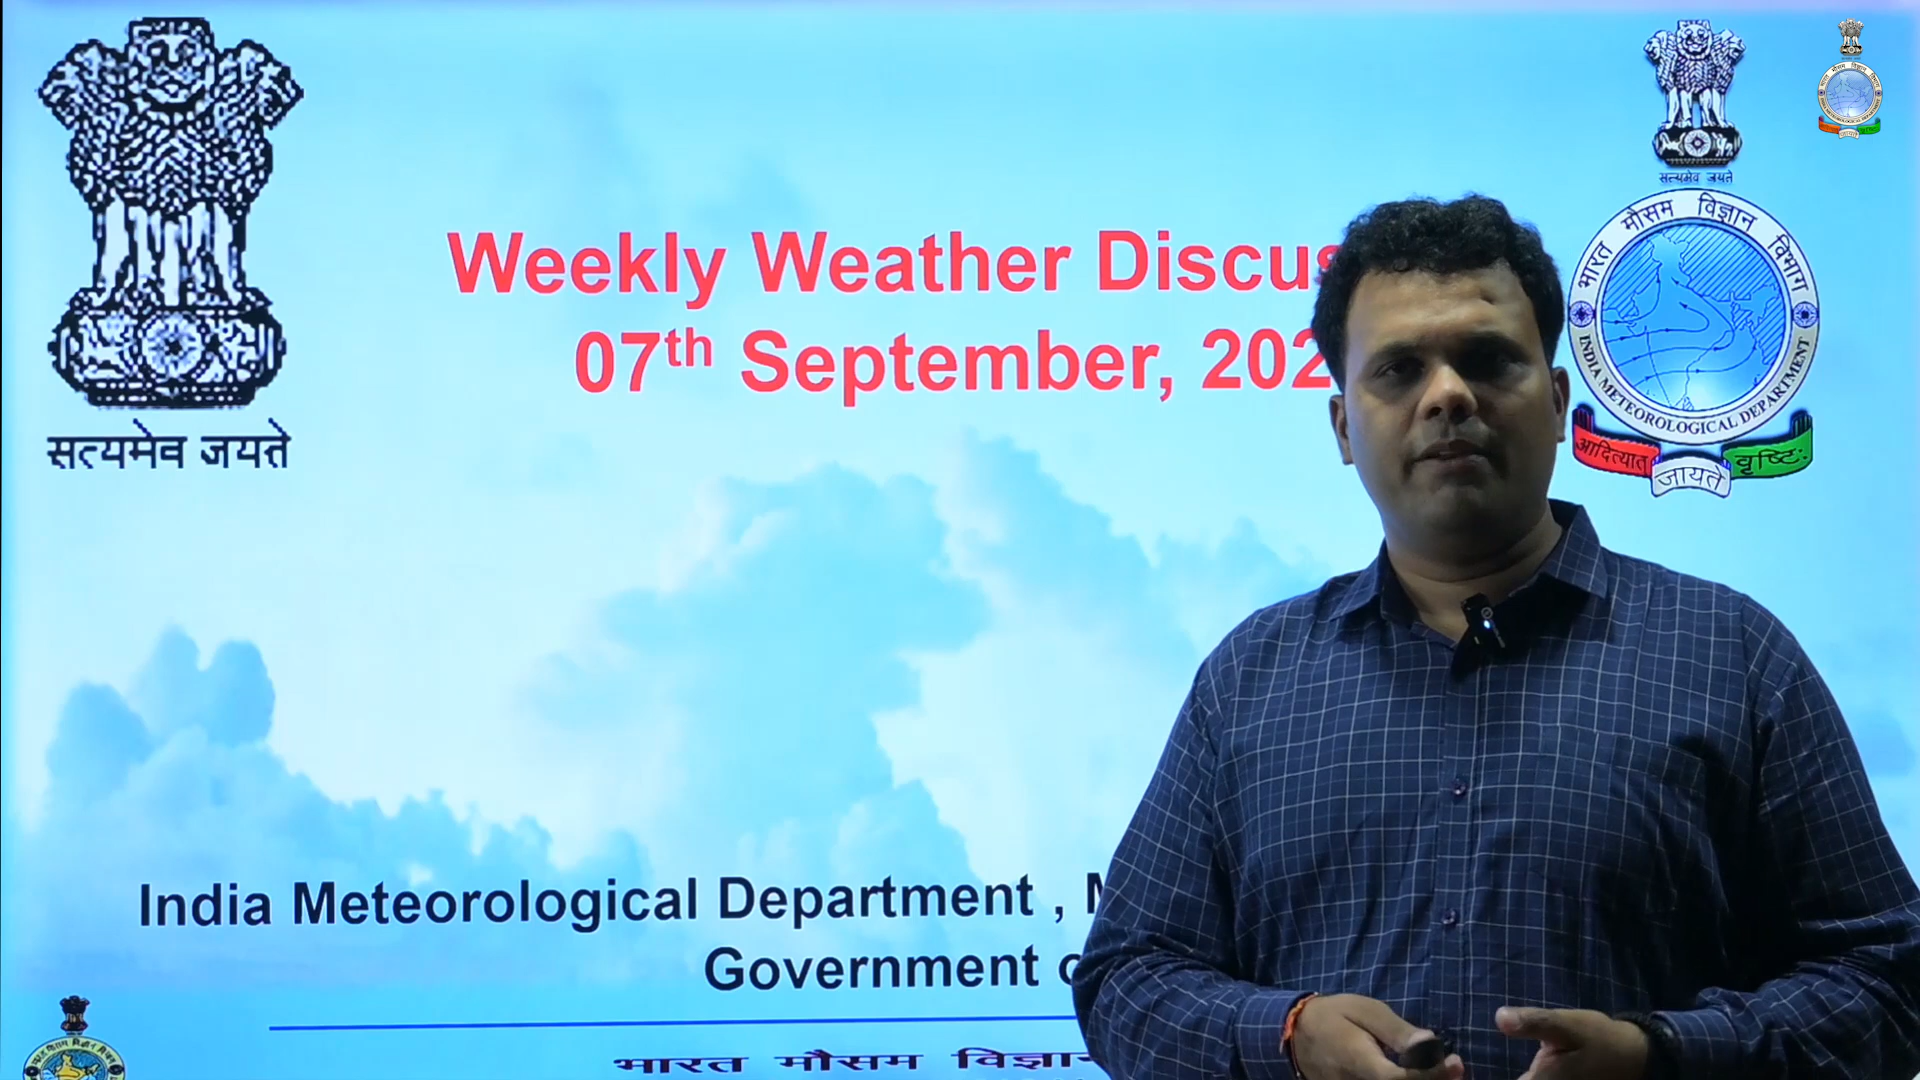 सत्यमेव जयते
Weekly Weather Discus
07th September, 202
सत्यमेव जयते
भारत मौसम विज्ञान विभाग
INDIA METEOROLOGICAL DEPARTMENT
आदित्यात् जायते वृष्टिः
India Meteorological Department , M
Government o
भारत मौसम विज्ञान